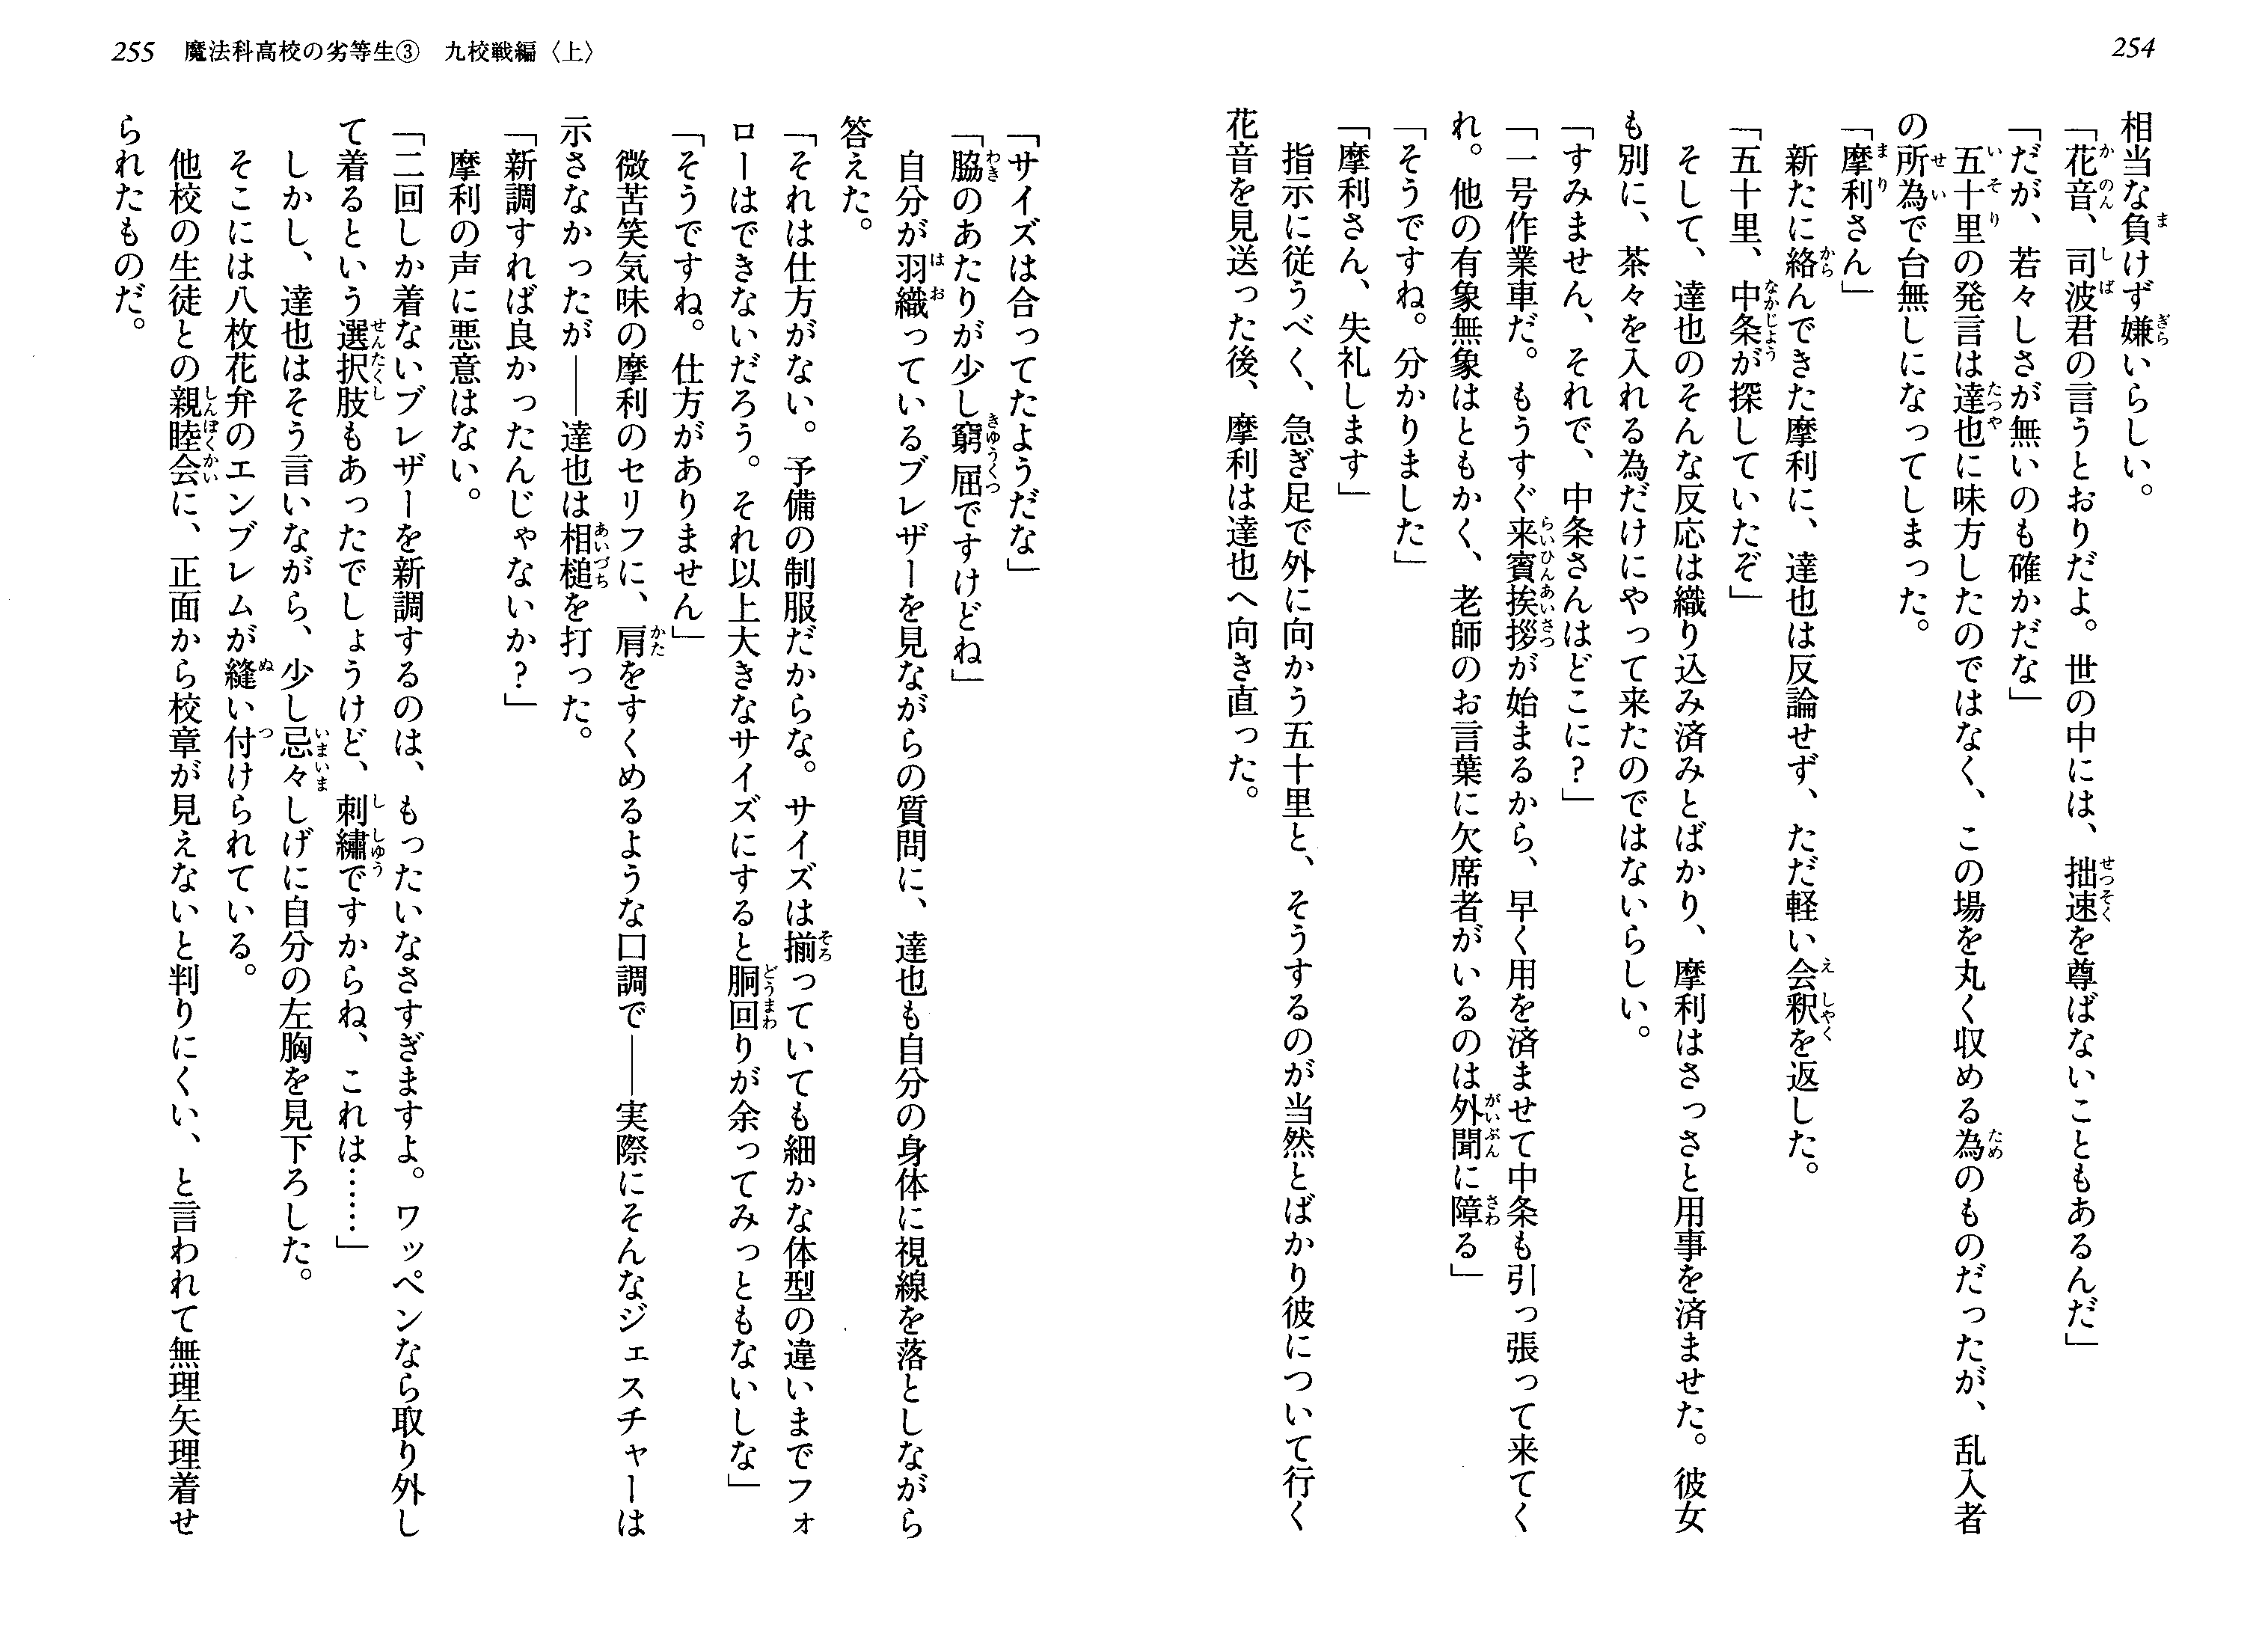 254
相当な負けず嫌いらしい。
「花音、司波君の言うとおりだよ。世の中には、拙速を尊ばないこともあるんだ」
「だが、若々しさが無いのも確かだな」
五十里の発言は達也に味方したのではなく、この場を丸く収める為のものだったが、乱入者
の所為で台無しになってしまった。
「摩利さん」
新たに絡んできた摩利に、達也は反論せず、ただ軽い会釈を返した。
「五十里、中条が探していたぞ」
そして、達也のそんな反応は織り込み済みとばかり、摩利はさっさと用事を済ませた。彼女
も別に、茶々を入れる為だけにやって来たのではないらしい。
「すみません、それで、中条さんはどこに？」
「一号作業車だ。もうすぐ来賓挨拶が始まるから、早く用を済ませて中条も引っ張って来てく
れ。他の有象無象はともかく、老師のお言葉に欠席者がいるのは外聞に障る」
「そうですね。分かりました」
「摩利さん、失礼します」
指示に従うべく、急ぎ足で外に向かう五十里と、そうするのが当然とばかり彼について行く
花音を見送った後、摩利は達也へ向き直った。
255 魔法科高校の劣等生③ 九校戦編〈上〉
「サイズは合ってたようだな」
「脇のあたりが少し窮屈ですけどね」
自分が羽織っているブレザーを見ながらの質問に、達也も自分の身体に視線を落としながら
答えた。
「それは仕方がない。予備の制服だからな。サイズは揃っていても細かな体型の違いまでフォ
ローはできないだろう。それ以上大きなサイズにすると胴回りが余ってみっともないしな」
「そうですね。仕方がありません」
微苦笑気味の摩利のセリフに、肩をすくめるような口調で――実際にそんなジェスチャーは
示さなかったが――達也は相槌を打った。
「新調すれば良かったんじゃないか？」
摩利の声に悪意はない。
「二回しか着ないブレザーを新調するのは、もったいなさすぎますよ。ワッペンなら取り外し
て着るという選択肢もあったでしょうけど、刺繡ですからね、これは……」
しかし、達也はそう言いながら、少し忌々しげに自分の左胸を見下ろした。
そこには八枚花弁のエンブレムが縫い付けられている。
他校の生徒との親睦会に、正面から校章が見えないと判りにくい、と言われて無理矢理着せ
られたものだ。